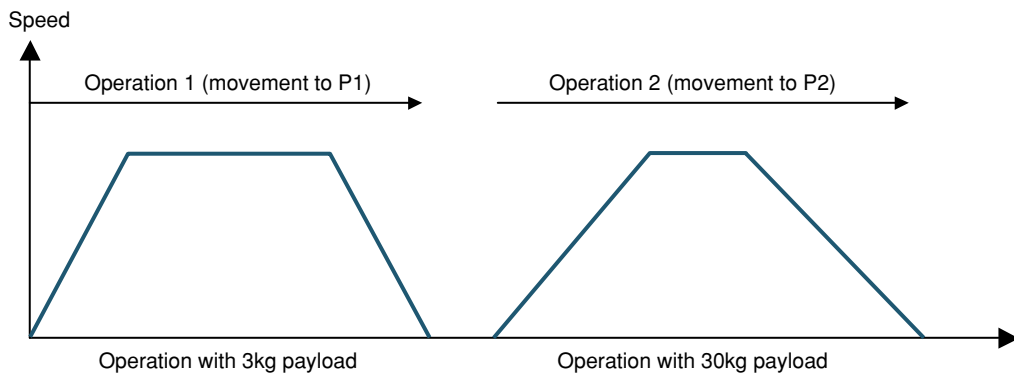 Speed
Operation 1 (movement to P1)
Operation 2 (movement to P2)
Operation with 3kg payload
Operation with 30kg payload